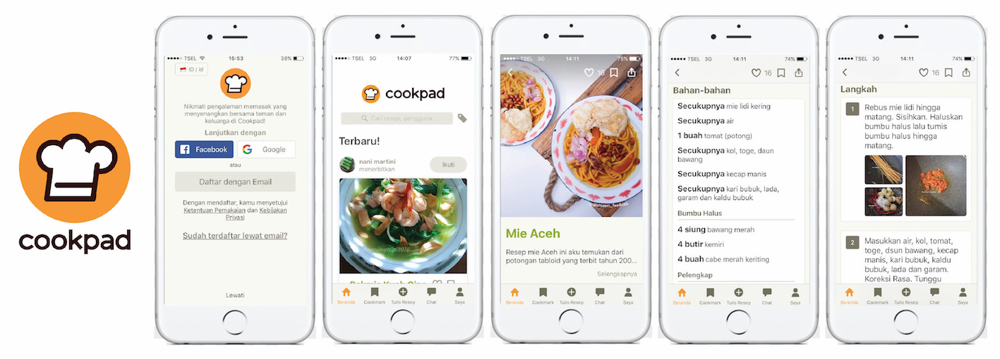 cookpad
TSEL
15:53
38%
ID | id
Nikmati pengalaman memasak yang
menyenangkan bersama teman dan
keluarga di Cookpad!
Lanjutkan dengan
Facebook
Google
atau
Daftar dengan Email
Dengan mendaftar, kamu menyetujui
Ketentuan Pemakaian dan Kebijakan
Privasi
Sudah terdaftar lewat email?
Lewati
TSEL 3G
14:07
77%
cookpad
Cari resep, pengguna
Terbaru!
nani martini
menerbitkan
Ikuti
Beranda
Cookmark
Tulis Resep
Chat
Saya
TSEL 3G
14:11
75%
16
Mie Aceh
Resep mie Aceh ini aku temukan dari
potongan tabloid yang terbit tahun 200...
Selengkapnya
Beranda
Cookmark
Tulis Resep
Chat
Saya
TSEL 3G
14:11
74%
16
Bahan-bahan
Secukupnya mie lidi kering
Secukupnya air
1 buah tomat (potong)
Secukupnya kol, toge, daun
bawang
Secukupnya kecap manis
Secukupnya kari bubuk, lada,
garam dan kaldu bubuk
Bumbu Halus
4 siung bawang merah
4 butir kemiri
4 buah cabe merah keriting
Pelengkap
Beranda
Cookmark
Tulis Resep
Chat
Saya
TSEL 3G
14:11
74%
16
Langkah
1
Rebus mie lidi hingga
matang. Sisihkan. Haluskan
bumbu halus lalu tumis
bumbu halus hingga
matang.
2
Masukkan air, kol, tomat,
toge, dsun bawang, kecap
manis, kari bubuk, kaldu
bubuk, lada dan garam.
Koreksi Rasa. Tunggu
Beranda
Cookmark
Tulis Resep
Chat
Saya